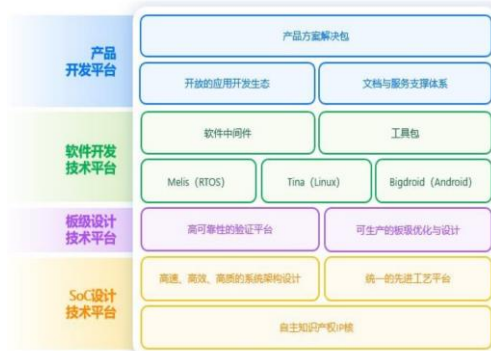 产品
开发平台
产品方案解决包
开放的应用开发生态
文档与服务支撑体系
软件开发
技术平台
软件中间件
工具包
Melis (RTOS)
Tina (Linux)
Bigdroid (Android)
板级设计
技术平台
高可靠性的验证平台
可生产的板级优化与设计
SoC设计
技术平台
高速、高效、高质的系统架构设计
统一的先进工艺平台
自主知识产权IP核